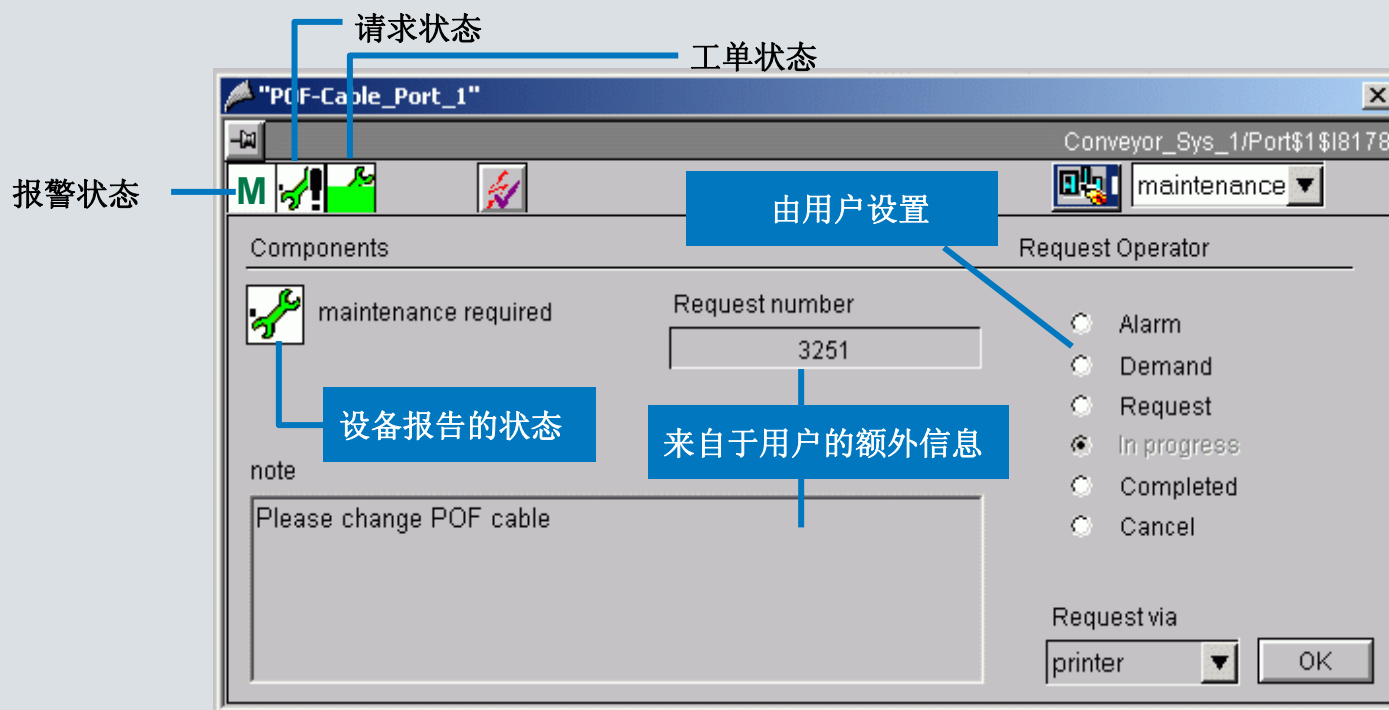 请求状态
工单状态
"POF-Cable_Port_1"
Conveyor_Sys_1/Port$1$I8178
报警状态
M
maintenance
由用户设置
Components
Request Operator
maintenance required
Request number
3251
Alarm
Demand
Request
In progress
Completed
Cancel
设备报告的状态
来自于用户的额外信息
note
Please change POF cable
Request via
printer
OK